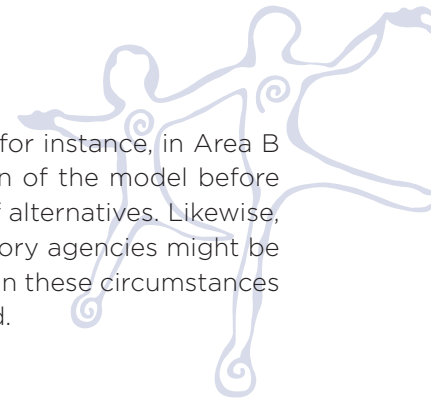 for instance, in Area B
of the model before
alternatives. Likewise,
ory agencies might be
n these circumstances